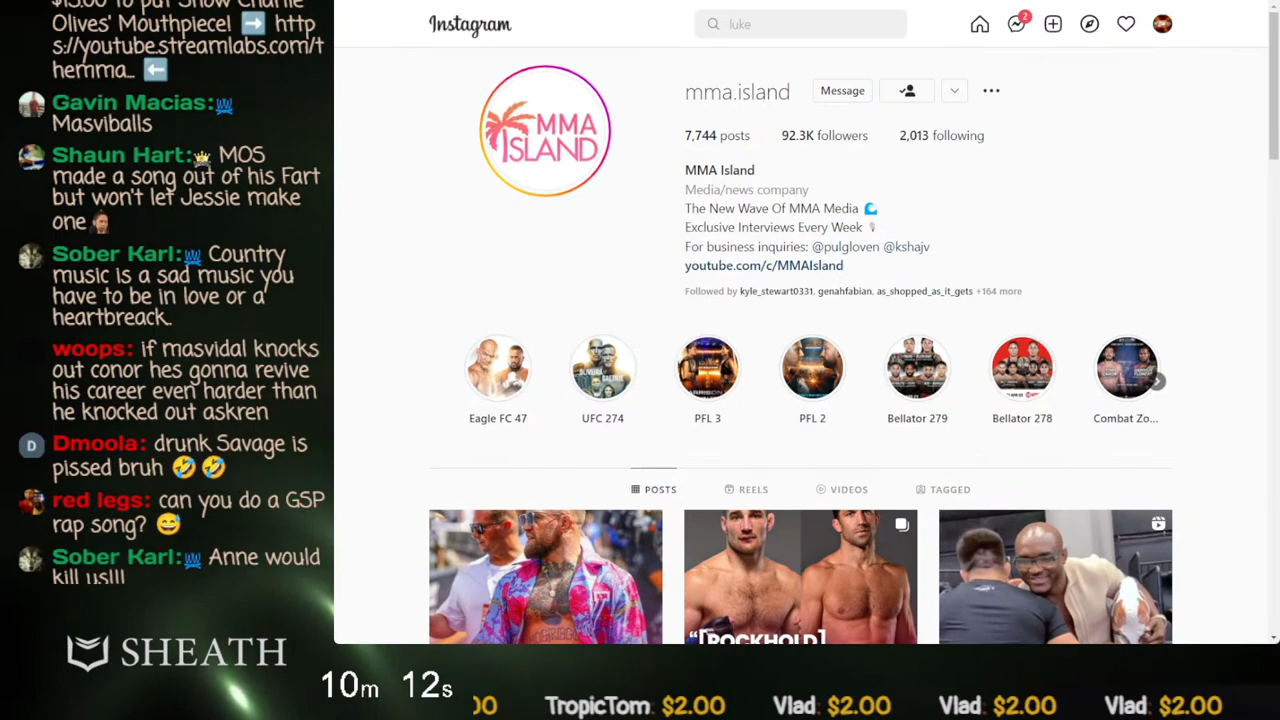 $15.00 to put Show Charlie
Olives' Mouthpiece! ➡️ http
s://youtube.streamlabs.com/t
hemma... ⬅️
Gavin Macias:
Masviballs
Shaun Hart: MOS
made a song out of his Fart
but won't let Jessie make
one
Sober Karl: Country
music is a sad music you
have to be in love or a
heartbreack..
woops: if masvidal knocks
out conor hes gonna revive
his career even harder than
he knocked out askren
D
Dmoola: drunk Savage is
pissed bruh 🤣🤣
red legs: can you do a GSP
rap song? 😅
Sober Karl: Anne would
kill us!!!
SHEATH
10m 12s
Instagram
luke
2
MMA
ISLAND
mma.island
Message
7,744 posts 92.3K followers 2,013 following
MMA Island
Media/news company
The New Wave Of MMA Media 🌊
Exclusive Interviews Every Week 🎙
For business inquiries: @pulgloven @kshajv
youtube.com/c/MMAIsland
Followed by kyle_stewart0331, genahfabian, as_shopped_as_it_gets +164 more
Eagle FC 47 UFC 274 PFL 3 PFL 2 Bellator 279 Bellator 278 Combat Zo...
POSTS REELS VIDEOS TAGGED
"[ROCKHOLD]
00 TropicTom: $2.00 Vlad: $2.00 Vlad: $2.00 Vlad: $2.00